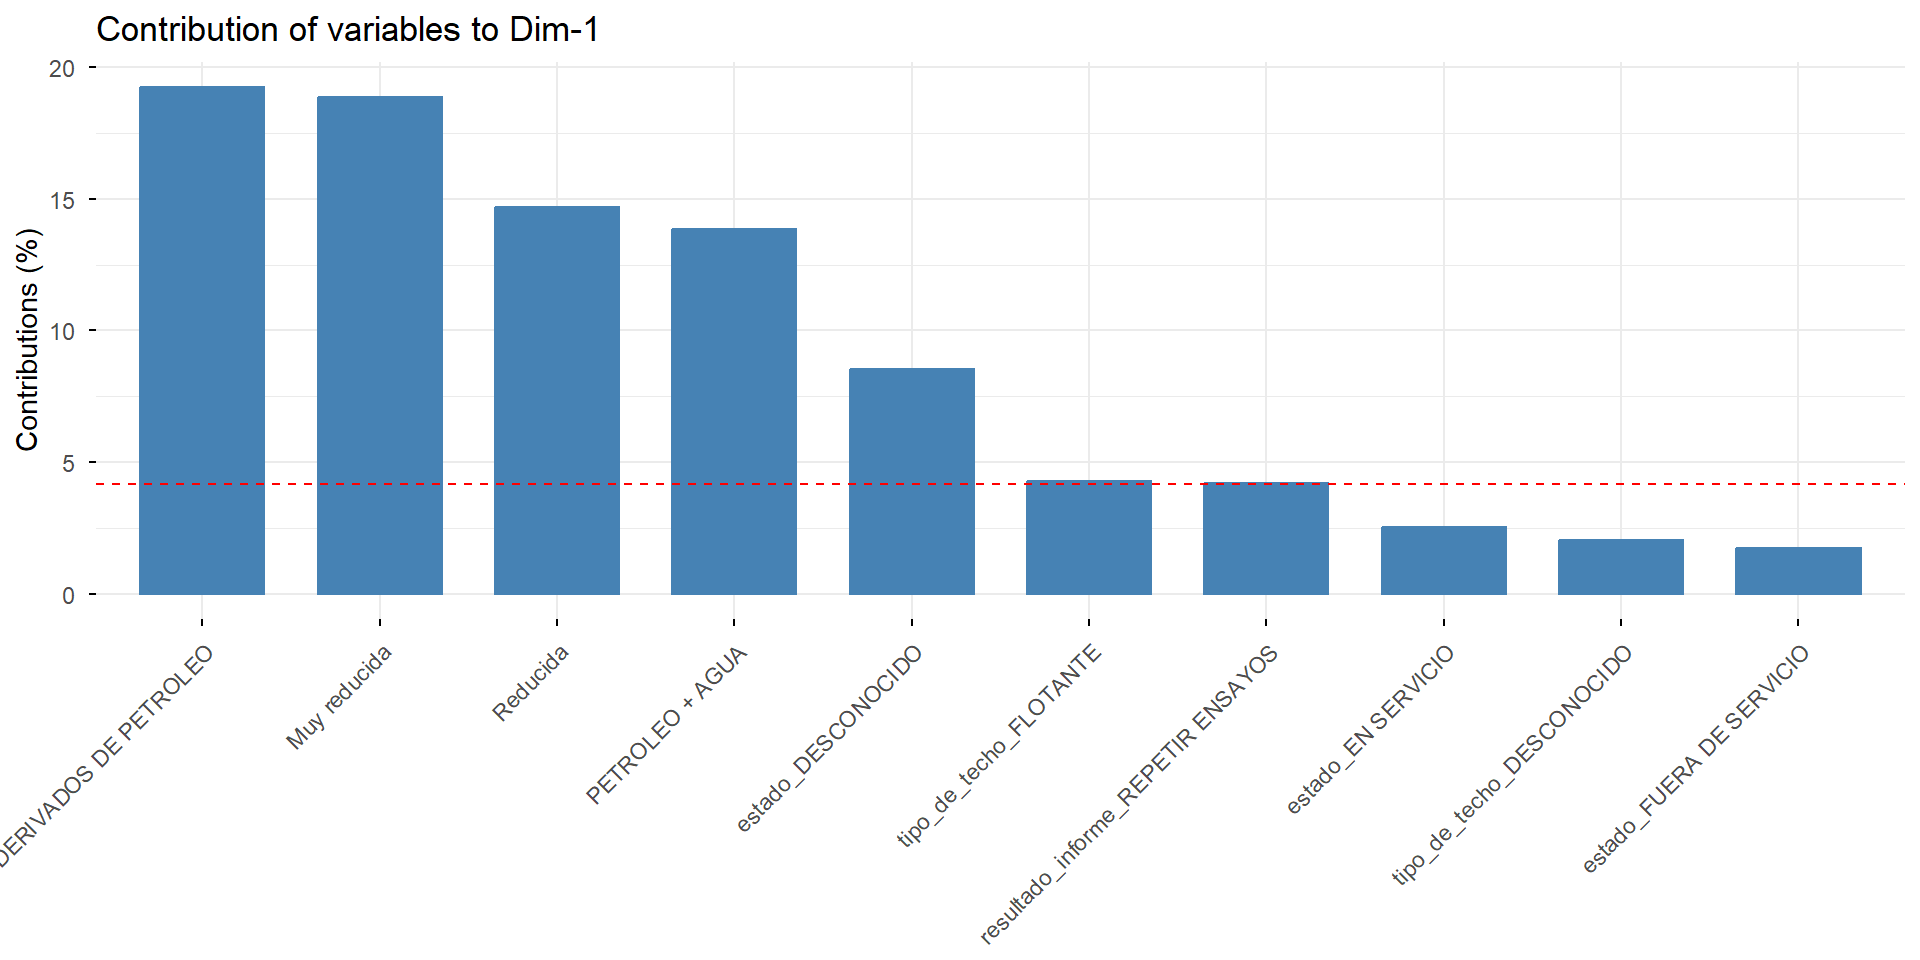 Contribution of variables to Dim-1
Contributions (%)
20
15
10
5
0
DERIVADOS DE PETROLEO
Muy reducida
Reducida
PETROLEO + AGUA
estado_DESCONOCIDO
tipo_de_techo_FLOTANTE
resultado_informe_REPETIR ENSAYOS
estado_EN SERVICIO
tipo_de_techo_DESCONOCIDO
estado_FUERA DE SERVICIO